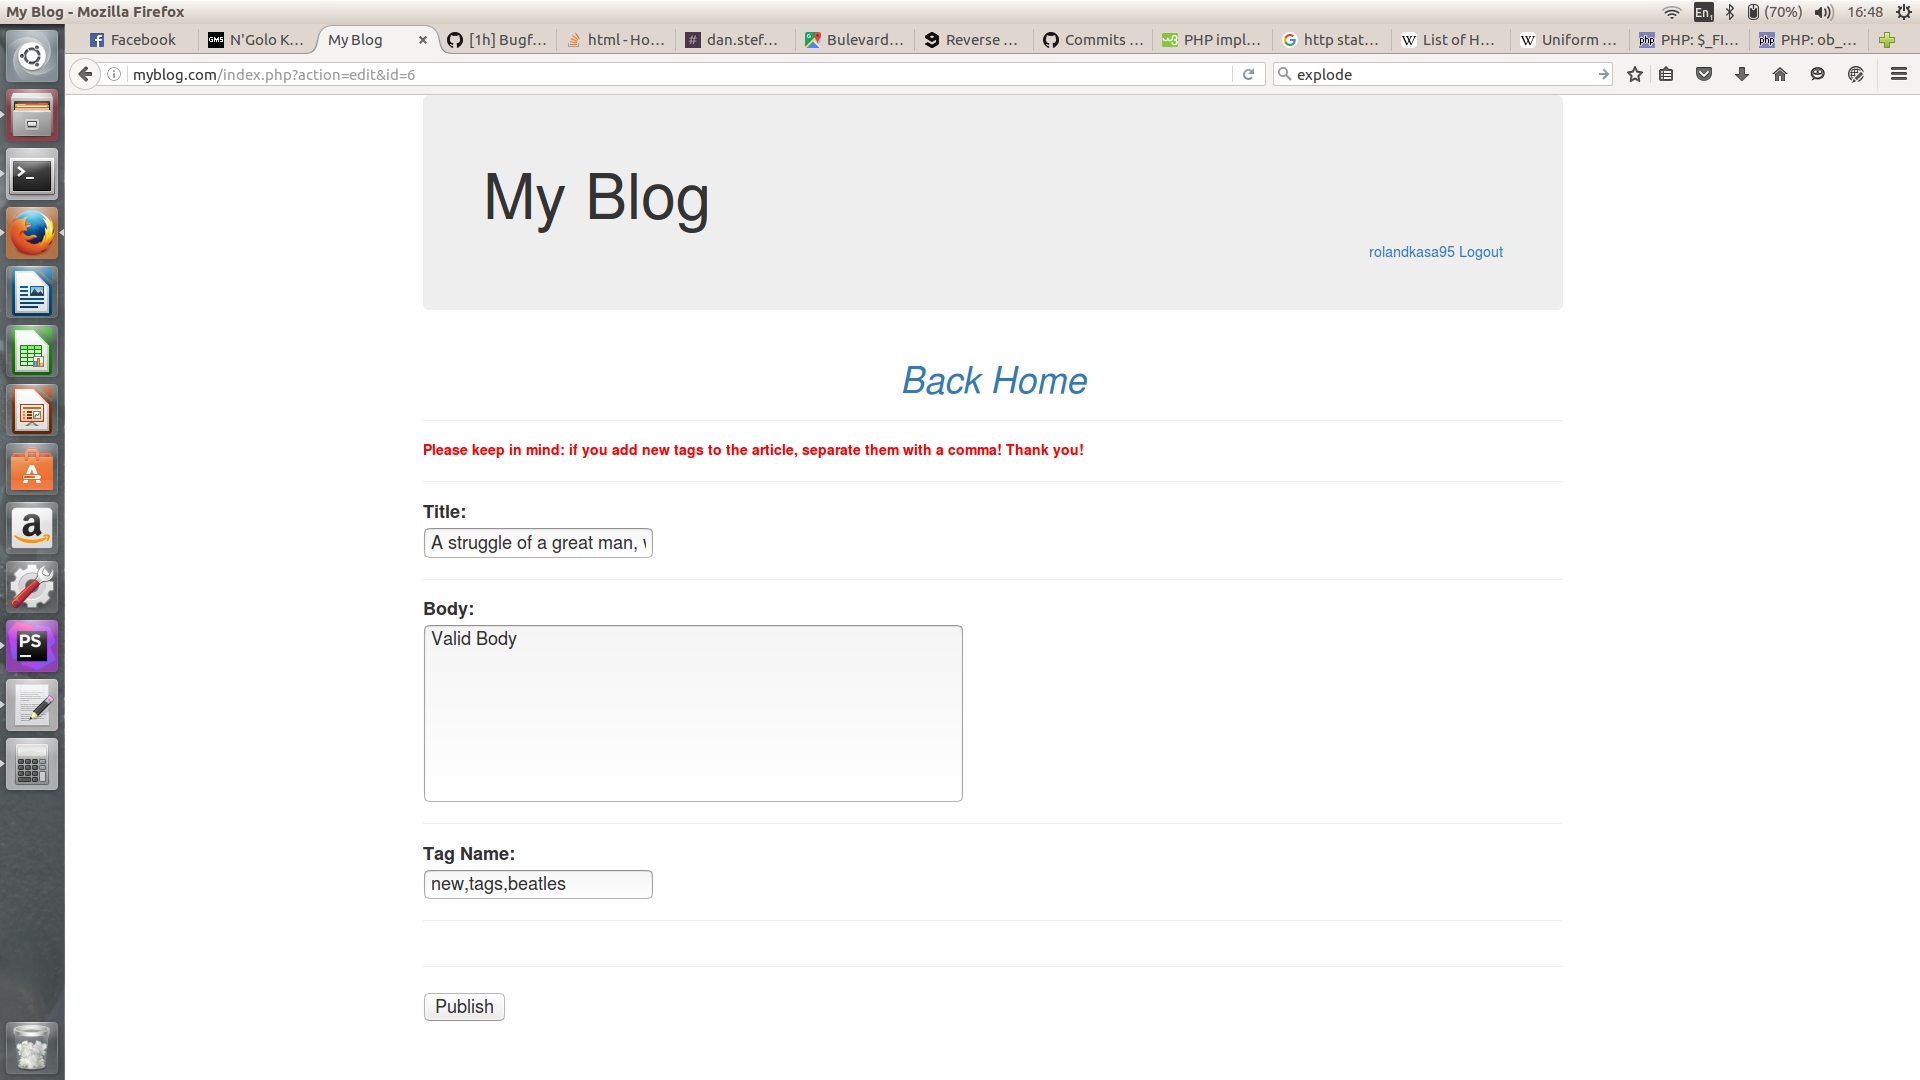 My Blog - Mozilla Firefox
En1 (70%) 16:48
Facebook
GMS N'Golo K...
My Blog
[1h] Bugf...
html - Ho...
# dan.stef...
Bulevard...
Reverse ...
Commits ...
PHP impl...
http stat...
W List of H...
W Uniform ...
php PHP: $_FI...
php PHP: ob_...
myblog.com/index.php?action=edit&id=6
explode
My Blog
rolandkasa95 Logout
Back Home
Please keep in mind: if you add new tags to the article, separate them with a comma! Thank you!
Title:
A struggle of a great man,
Body:
Valid Body
Tag Name:
new,tags,beatles
Publish
PS